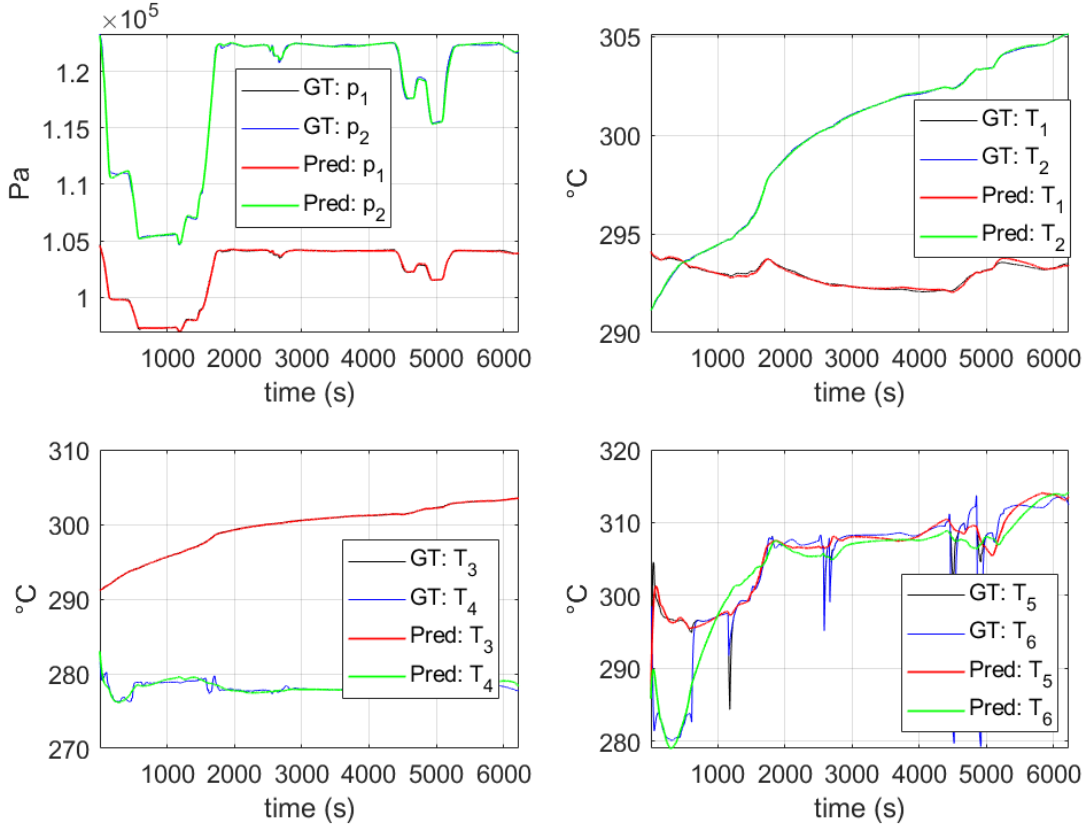 ×10⁵
1.2
1.15
1.1
1.05
1
Pa
1000 2000 3000 4000 5000 6000
time (s)
GT: p₁
GT: p₂
Pred: p₁
Pred: p₂
305
300
295
290
°C
1000 2000 3000 4000 5000 6000
time (s)
GT: T₁
GT: T₂
Pred: T₁
Pred: T₂
310
300
290
280
270
°C
1000 2000 3000 4000 5000 6000
time (s)
GT: T₃
GT: T₄
Pred: T₃
Pred: T₄
320
310
300
290
280
°C
1000 2000 3000 4000 5000 6000
time (s)
GT: T₅
GT: T₆
Pred: T₅
Pred: T₆